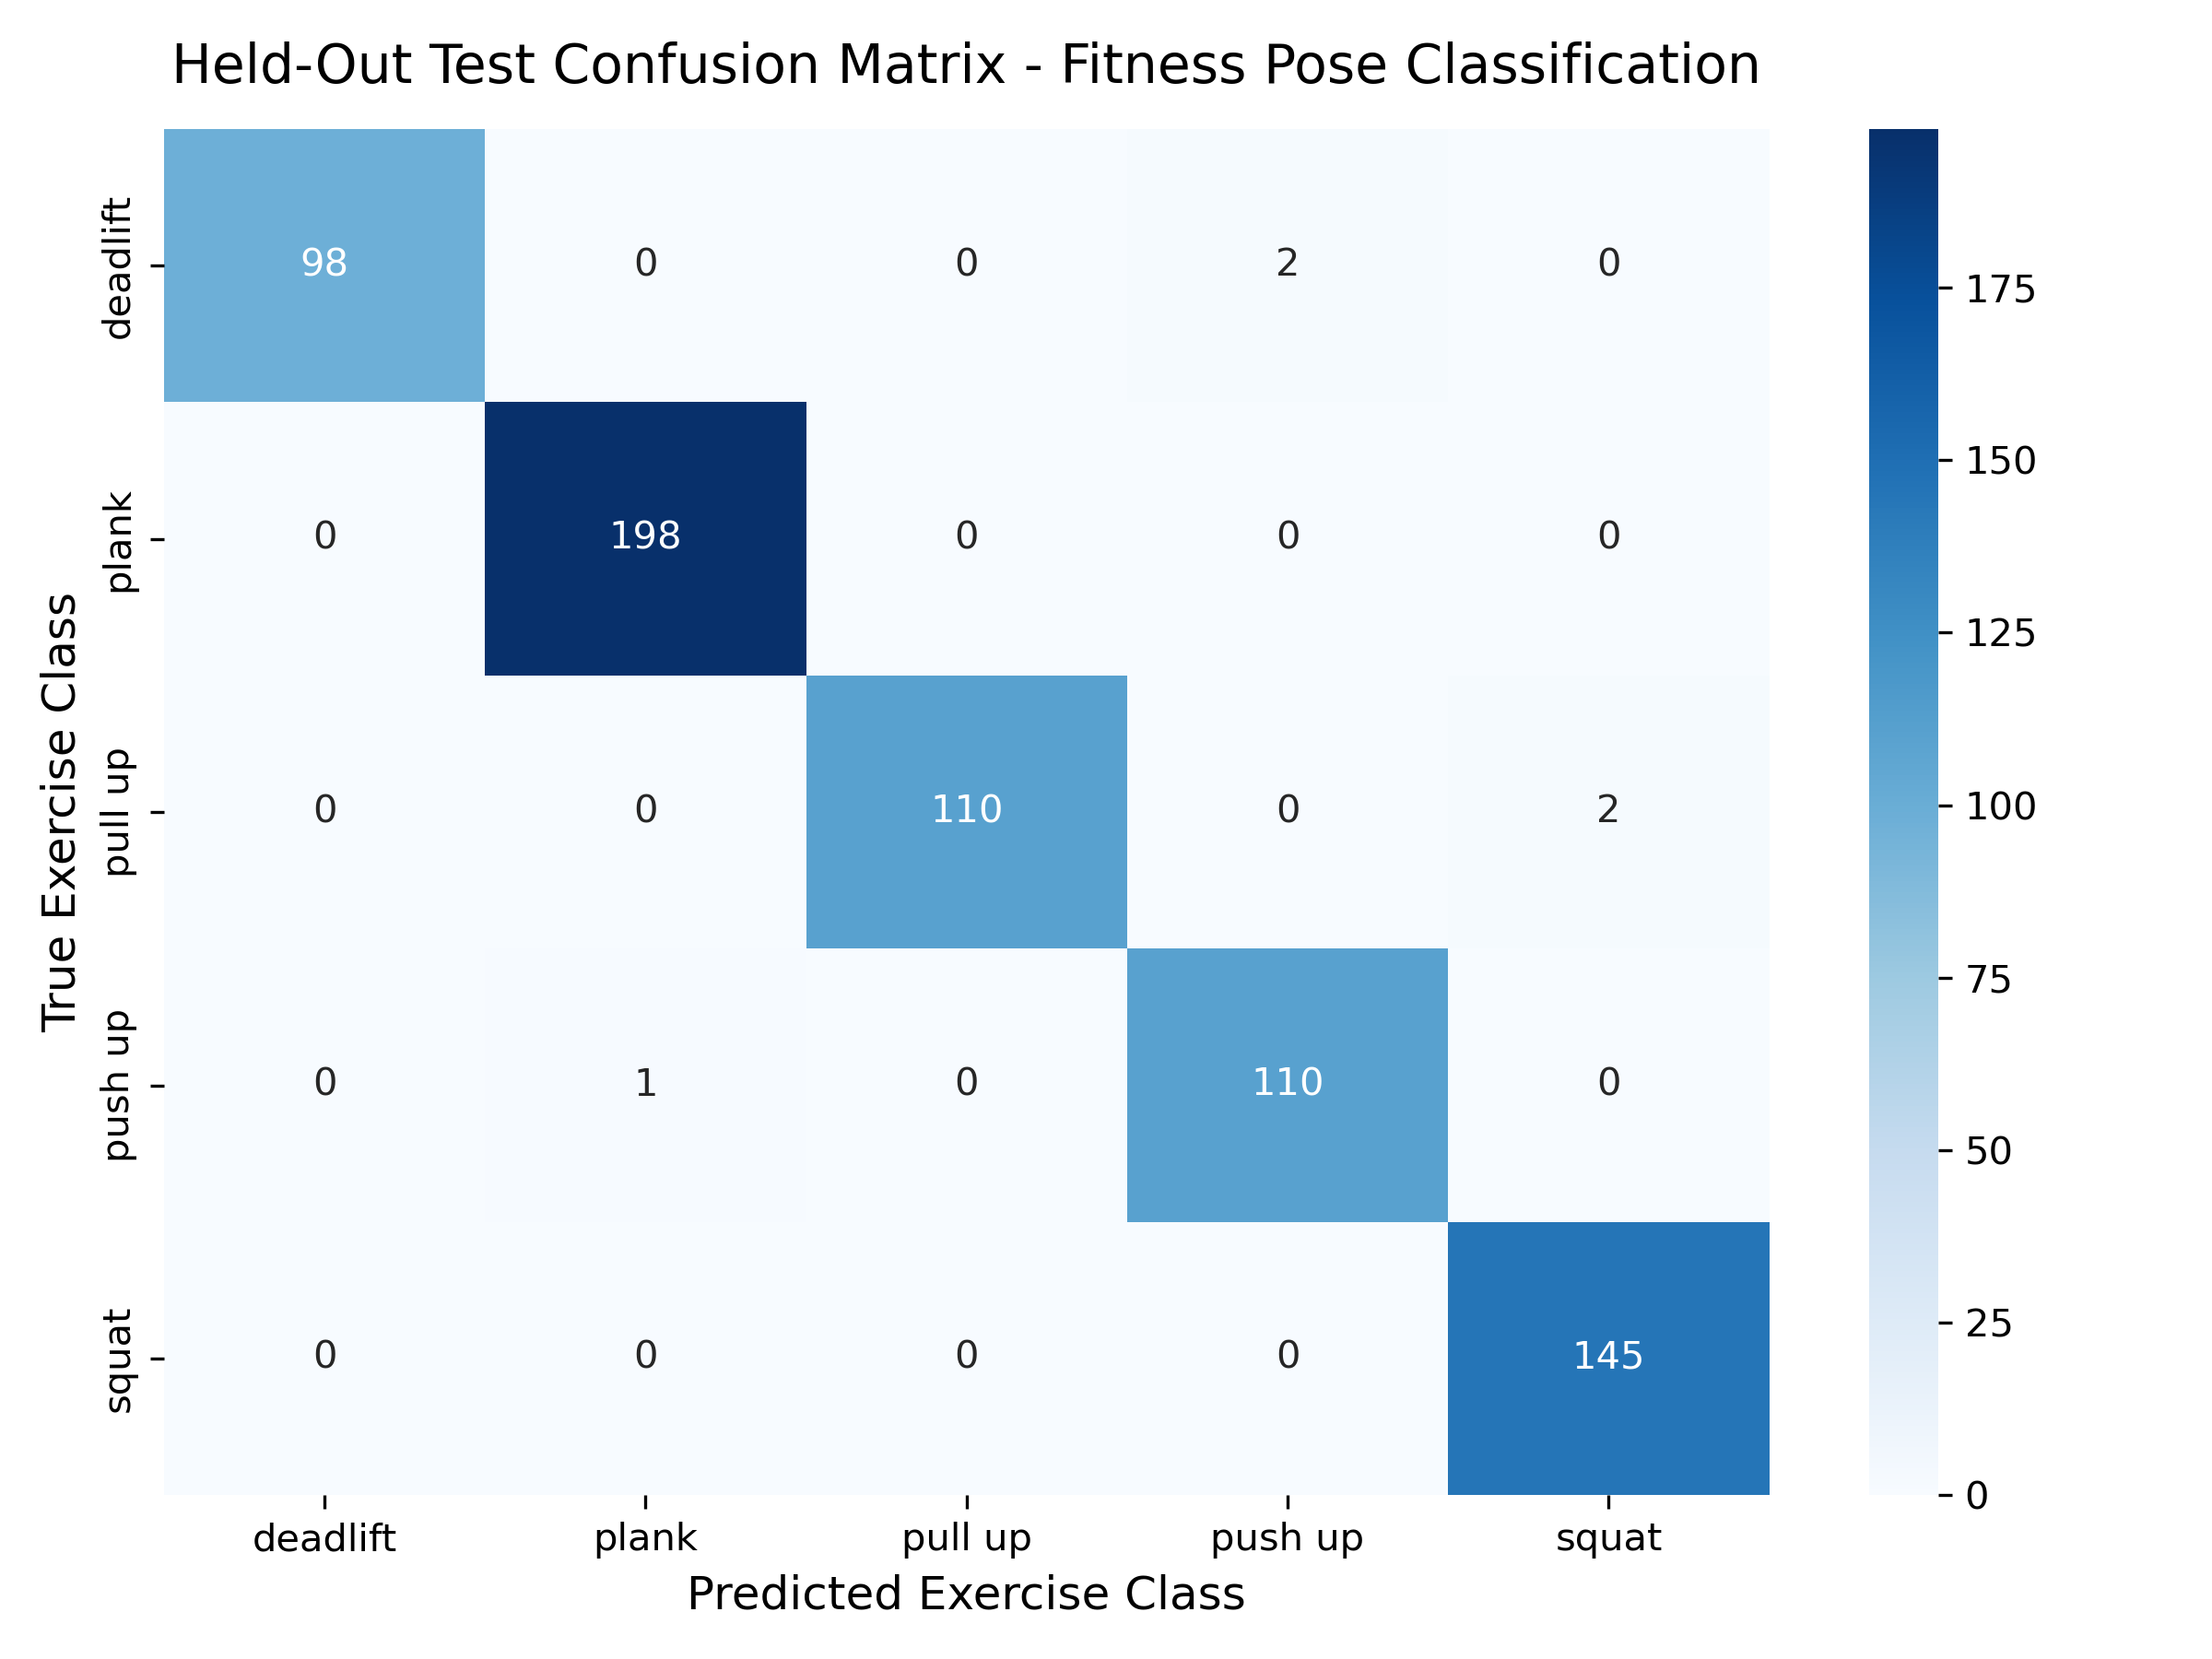 Held-Out Test Confusion Matrix - Fitness Pose Classification
True Exercise Class
deadlift
98 0 0 2 0
plank
0 198 0 0 0
pull up
0 0 110 0 2
push up
0 1 0 110 0
squat
0 0 0 0 145
deadlift plank pull up push up squat
Predicted Exercise Class
175
150
125
100
75
50
25
0